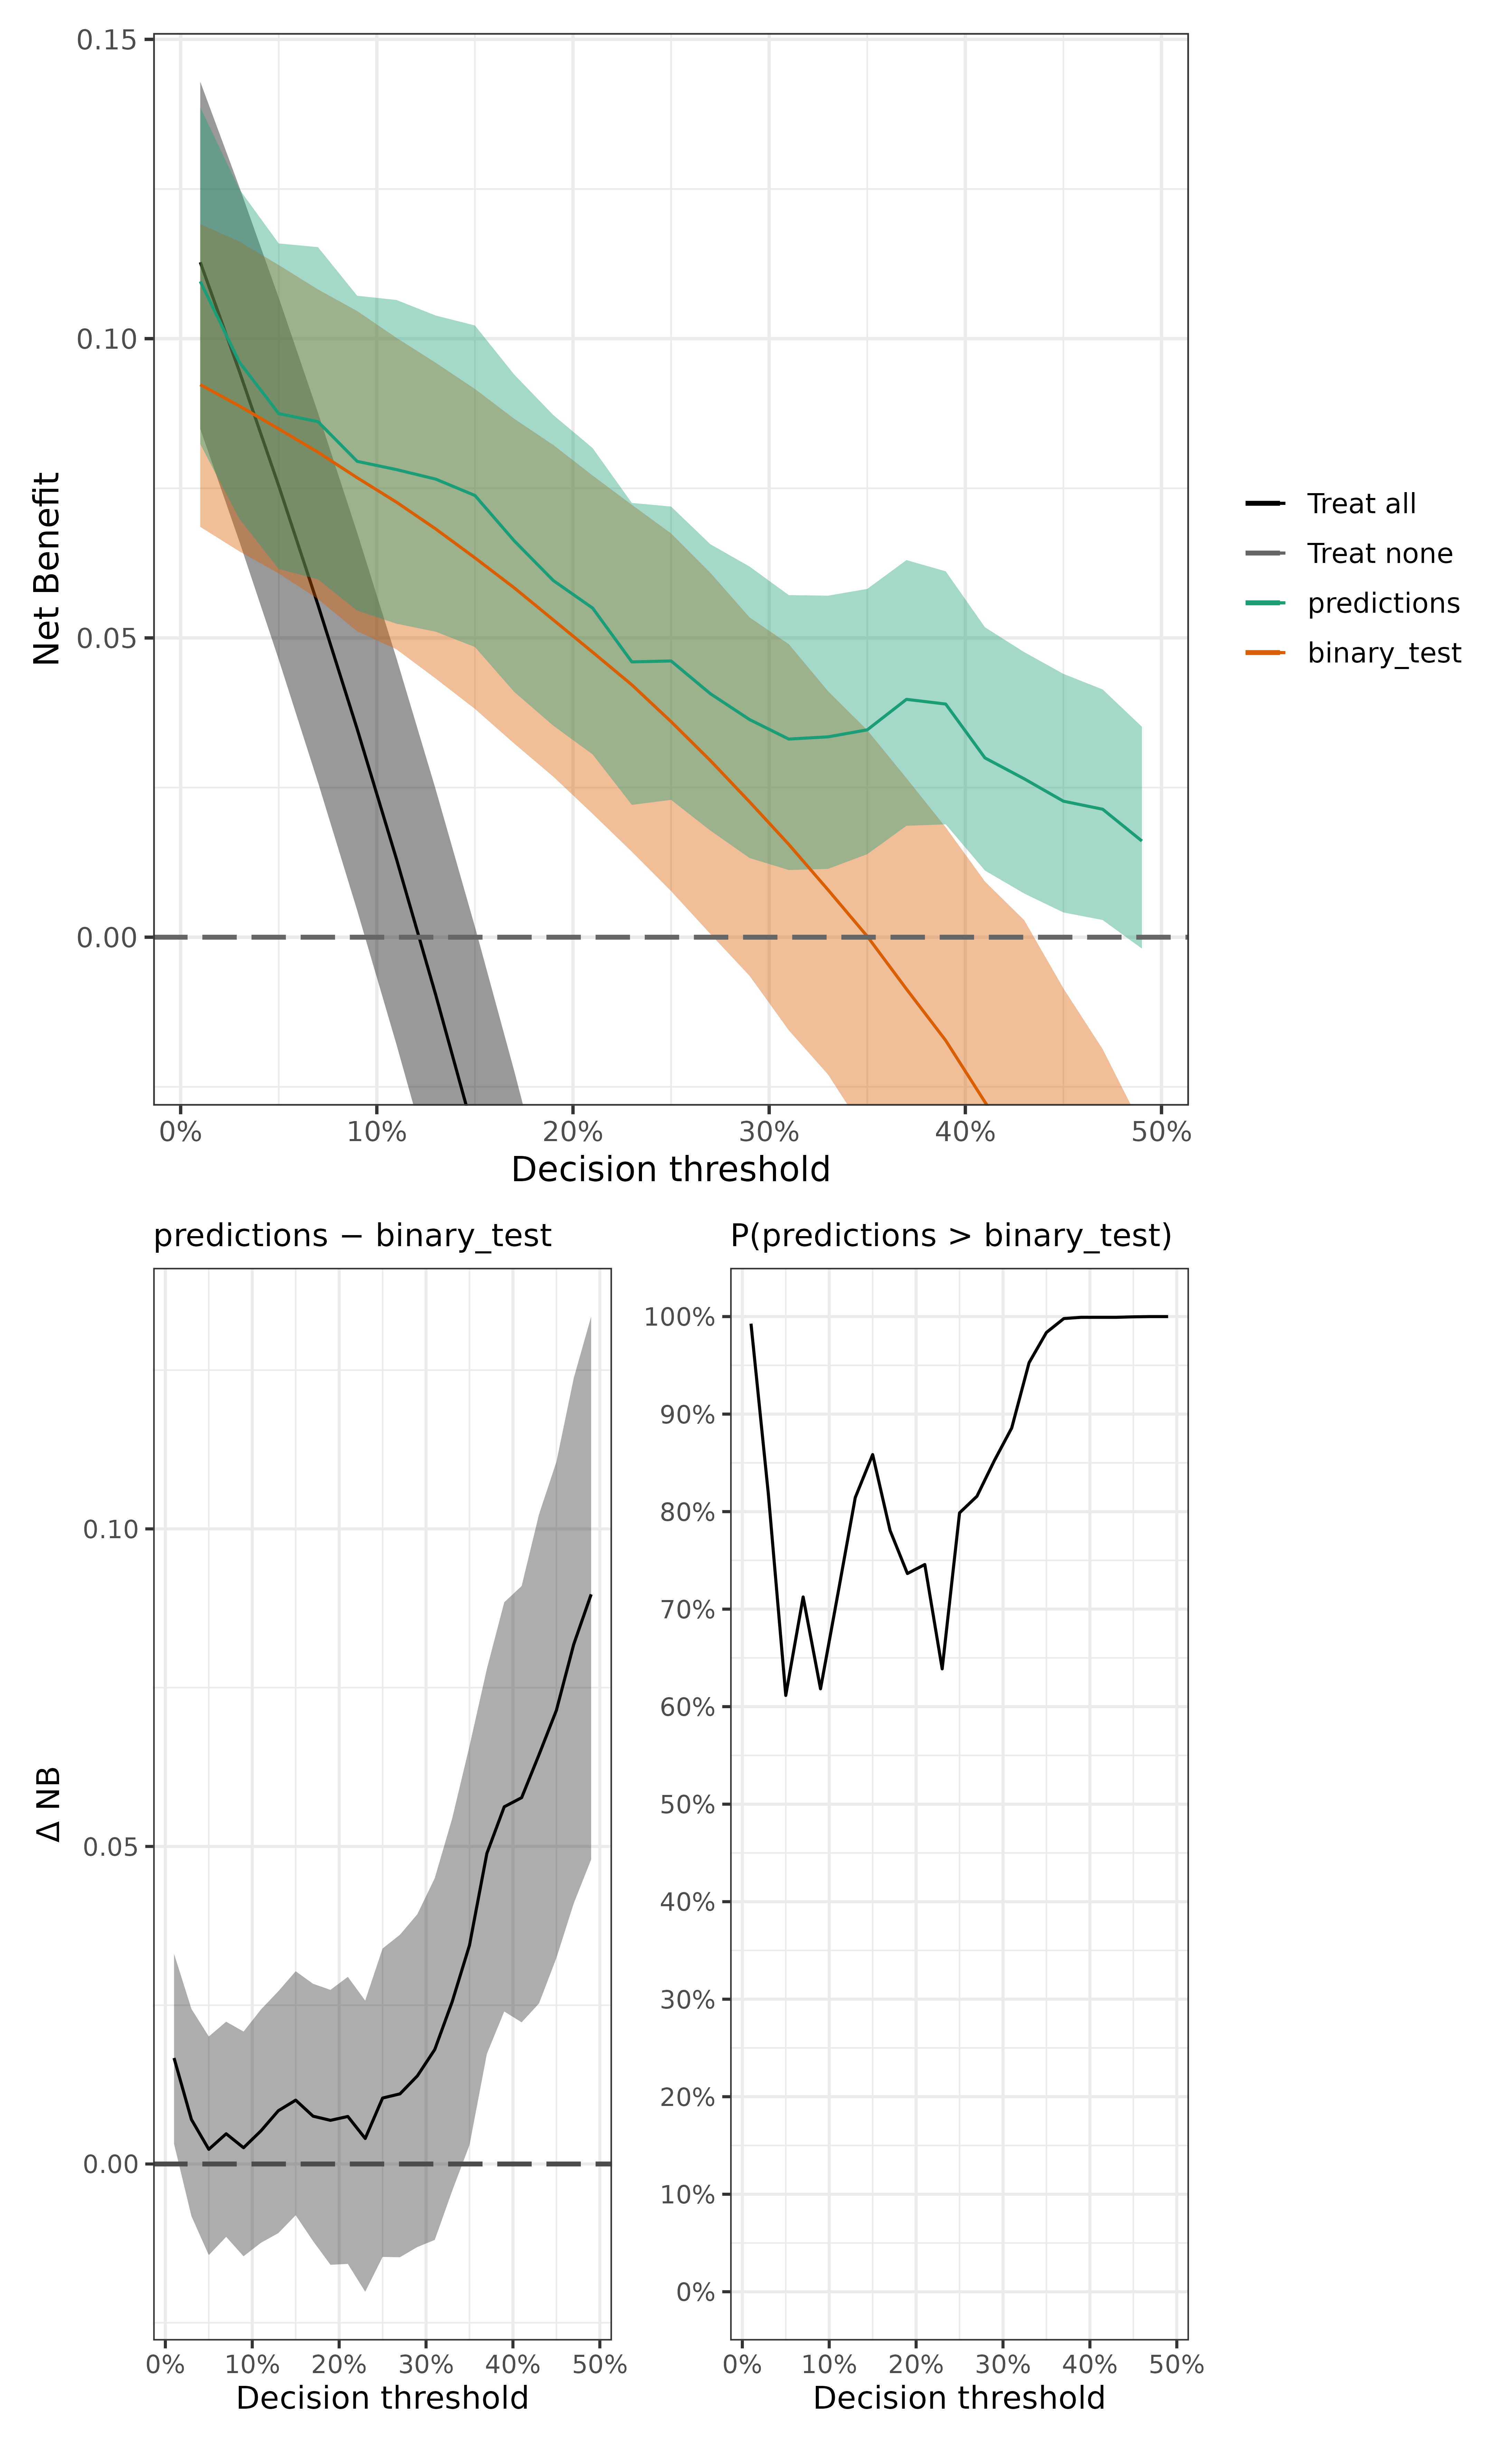 0.15
0.10
0.05
0.00
Net Benefit
0% 10% 20% 30% 40% 50%
Decision threshold
Treat all
Treat none
predictions
binary_test
predictions − binary_test
0.10
0.05
0.00
Δ NB
0% 10% 20% 30% 40% 50%
Decision threshold
P(predictions > binary_test)
100%
90%
80%
70%
60%
50%
40%
30%
20%
10%
0%
0% 10% 20% 30% 40% 50%
Decision threshold